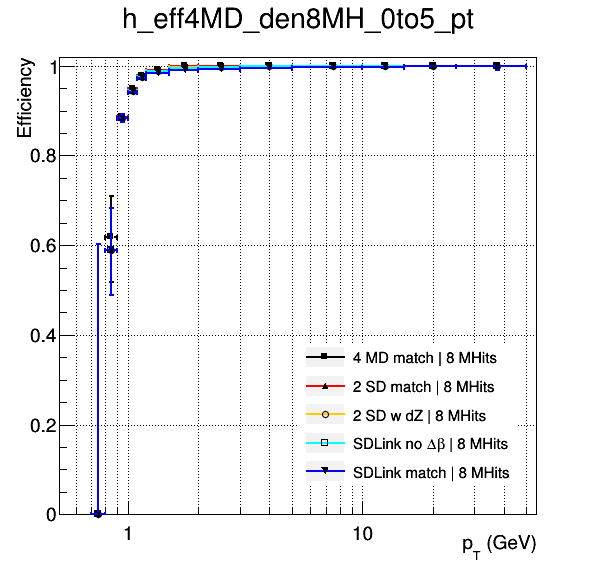 h_eff4MD_den8MH_0to5_pt
Efficiency
1
0.8
0.6
0.4
0.2
0
4 MD match | 8 MHits
2 SD match | 8 MHits
2 SD w dZ | 8 MHits
SDLink no Δβ | 8 MHits
SDLink match | 8 MHits
1
10
p_T (GeV)